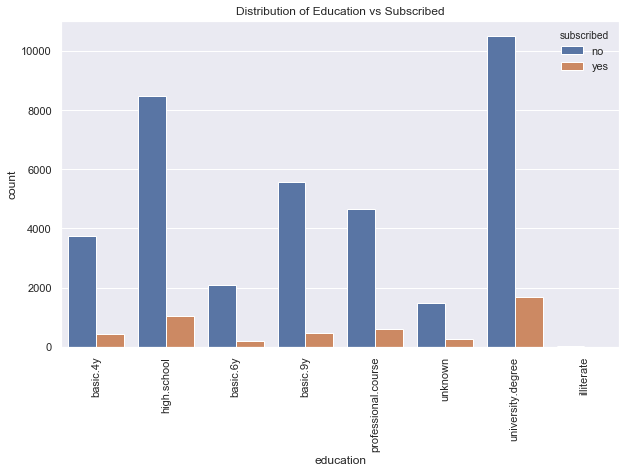 Distribution of Education vs Subscribed
subscribed
no
yes
count
10000
8000
6000
4000
2000
0
basic.4y
high.school
basic.6y
basic.9y
professional.course
unknown
university.degree
illiterate
education